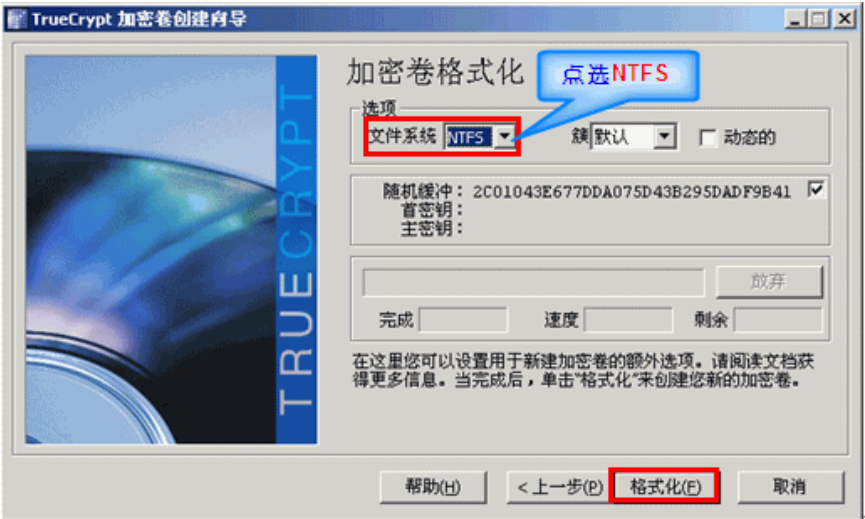 TrueCrypt 加密卷创建向导
TRUECRYPT
加密卷格式化
点选NTFS
选项
文件系统 NTFS 簇 默认 动态的
随机缓冲: 2C01043E677DDA075D43B295DADF9B41
首密钥:
主密钥:
放弃
完成 速度 剩余
在这里您可以设置用于新建加密卷的额外选项。请阅读文档获
得更多信息。当完成后,单击“格式化”来创建您新的加密卷。
帮助(H) <上一步(P) 格式化(F) 取消